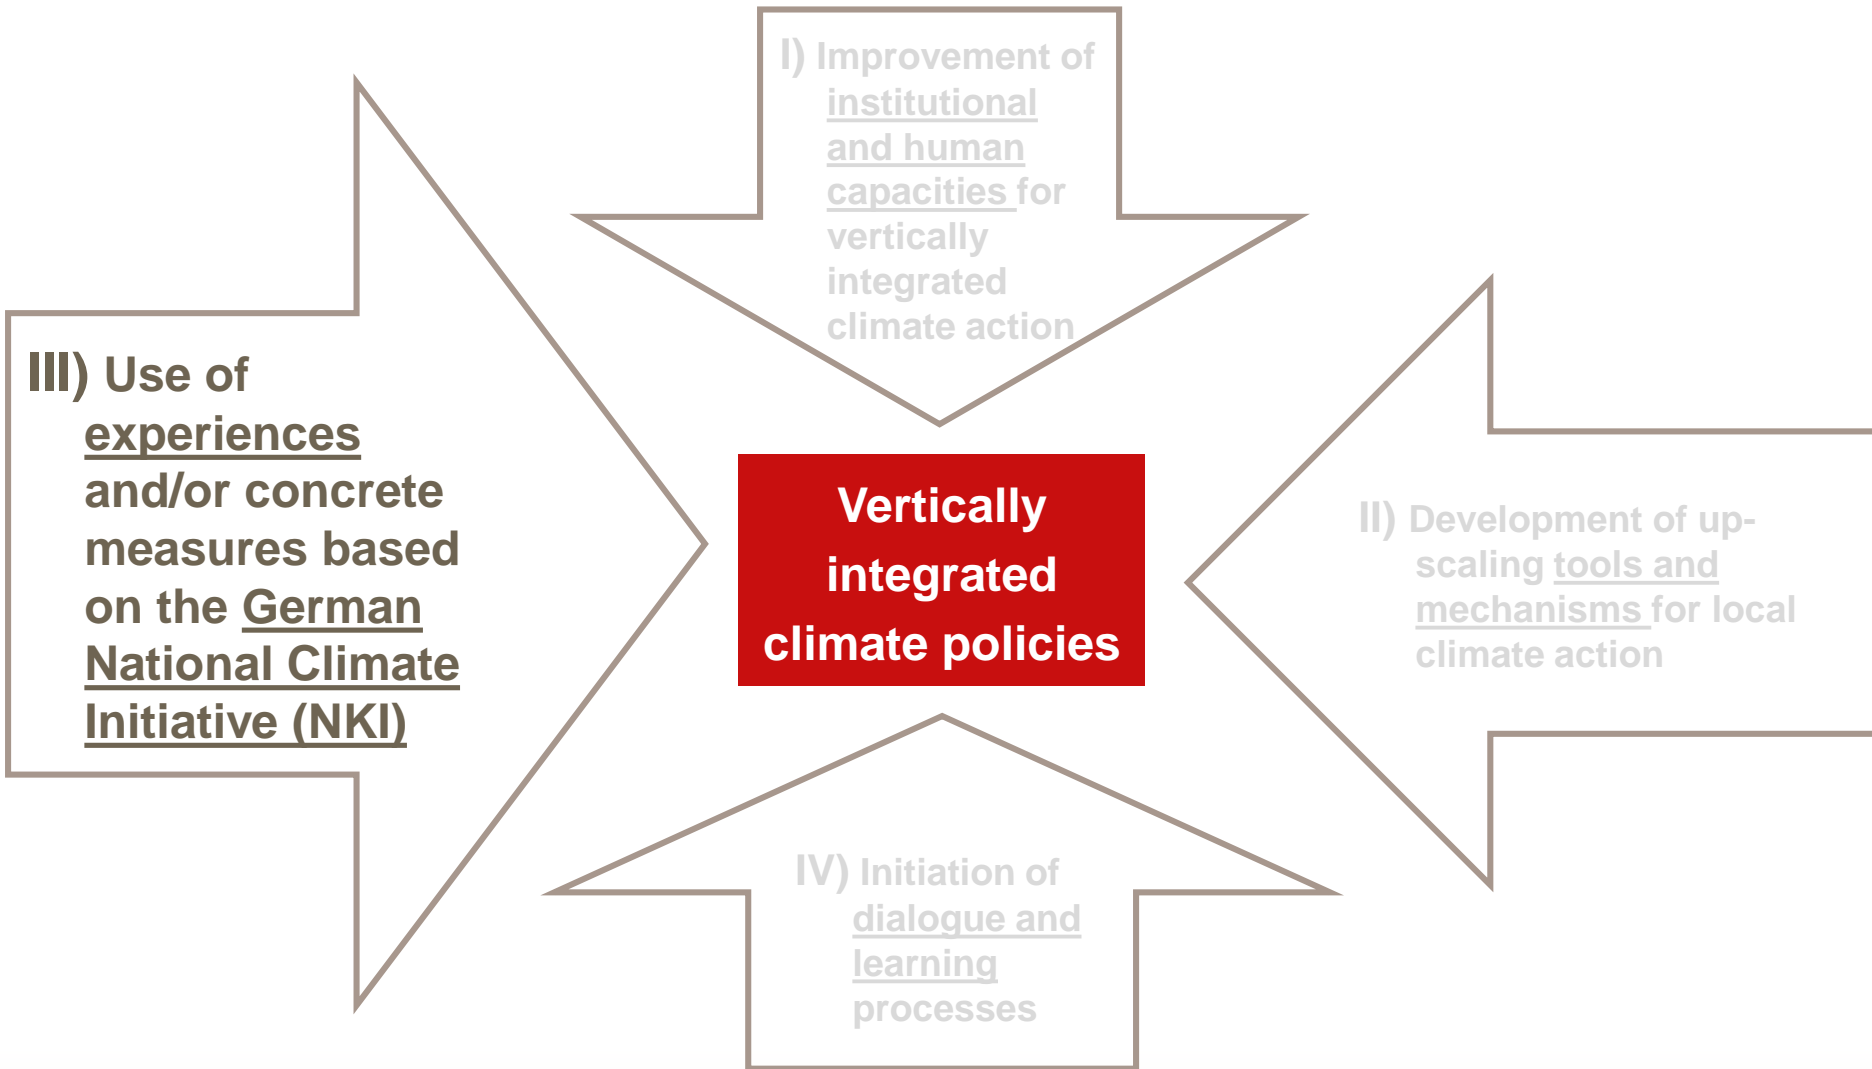 I) Improvement of
institutional
and human
capacities for
vertically
integrated
climate action
III) Use of
experiences
and/or concrete
measures based
on the German
National Climate
Initiative (NKI)
Vertically
integrated
climate policies
II) Development of up-
scaling tools and
mechanisms for local
climate action
IV) Initiation of
dialogue and
learning
processes